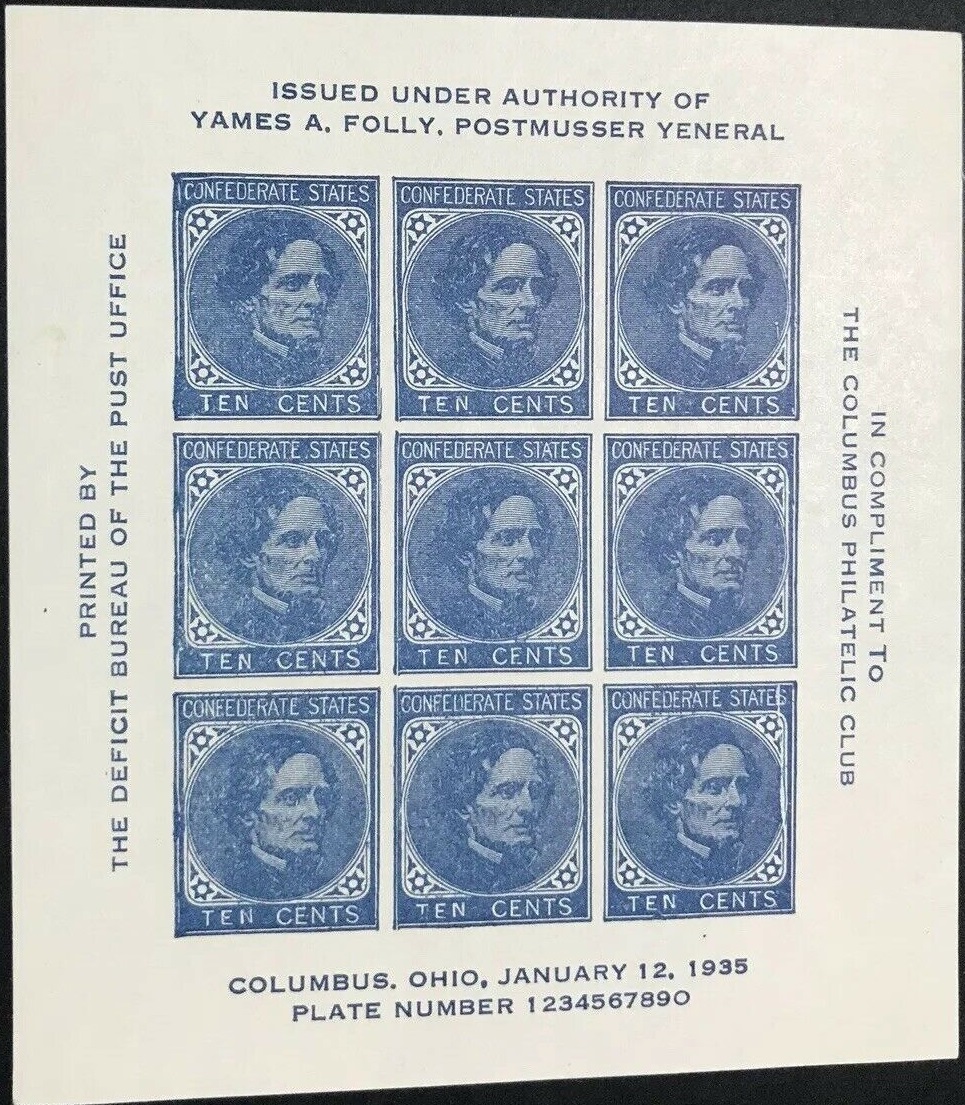 ISSUED UNDER AUTHORITY OF
YAMES A. FOLLY, POSTMUSSER YENERAL
PRINTED BY
THE DEFICIT BUREAU OF THE PUST UFFICE
CONFEDERATE STATES
TEN CENTS
CONFEDERATE STATES
TEN CENTS
CONFEDERATE STATES
TEN CENTS
CONFEDERATE STATES
TEN CENTS
CONFEDERATE STATES
TEN CENTS
CONFEDERATE STATES
TEN CENTS
CONFEDERATE STATES
TEN CENTS
CONFEDERATE STATES
TEN CENTS
CONFEDERATE STATES
TEN CENTS
IN COMPLIMENT TO
THE COLUMBUS PHILATELIC CLUB
COLUMBUS. OHIO, JANUARY 12, 1935
PLATE NUMBER 1234567890